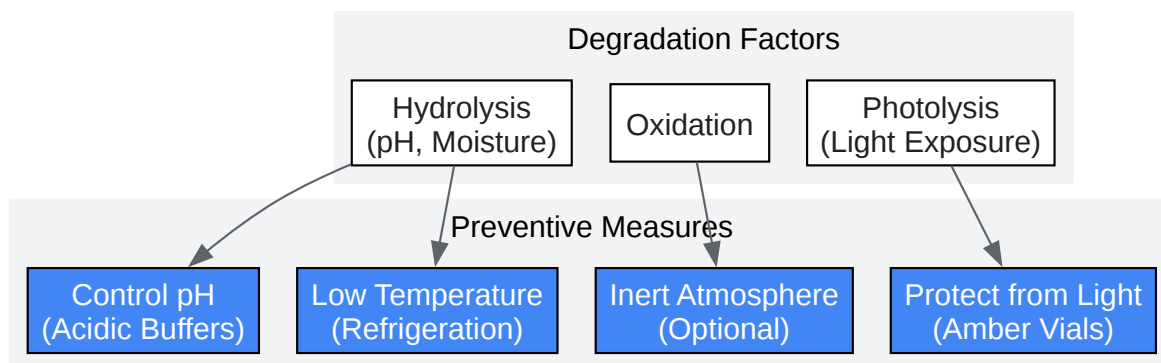 Degradation Factors
Hydrolysis
(pH, Moisture)
Oxidation
Photolysis
(Light Exposure)
Preventive Measures
Control pH
(Acidic Buffers)
Low Temperature
(Refrigeration)
Inert Atmosphere
(Optional)
Protect from Light
(Amber Vials)